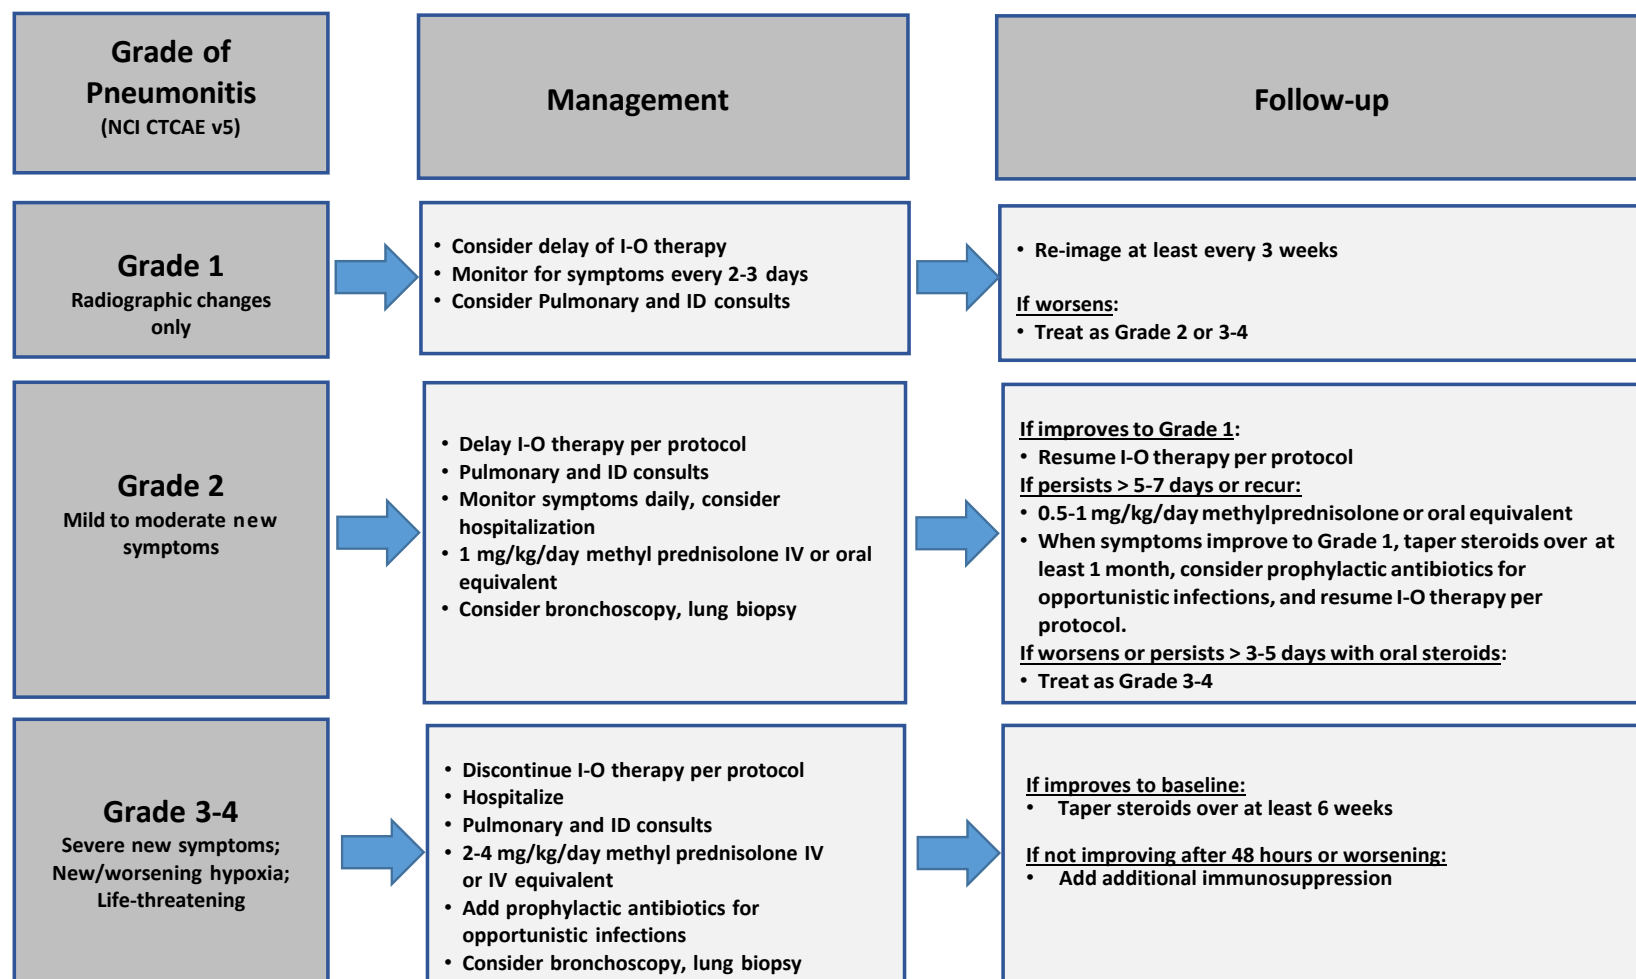 Grade of
Pneumonitis
(NCI CTCAE v5)
Management
Follow-up
Grade 1
Radiographic changes
only
• Consider delay of I-O therapy
• Monitor for symptoms every 2-3 days
• Consider Pulmonary and ID consults
• Re-image at least every 3 weeks
If worsens:
• Treat as Grade 2 or 3-4
Grade 2
Mild to moderate new
symptoms
• Delay I-O therapy per protocol
• Pulmonary and ID consults
• Monitor symptoms daily, consider
hospitalization
• 1 mg/kg/day methyl prednisolone IV or oral
equivalent
• Consider bronchoscopy, lung biopsy
If improves to Grade 1:
• Resume I-O therapy per protocol
If persists > 5-7 days or recur:
• 0.5-1 mg/kg/day methylprednisolone or oral equivalent
• When symptoms improve to Grade 1, taper steroids over at
least 1 month, consider prophylactic antibiotics for
opportunistic infections, and resume I-O therapy per
protocol.
If worsens or persists > 3-5 days with oral steroids:
• Treat as Grade 3-4
Grade 3-4
Severe new symptoms;
New/worsening hypoxia;
Life-threatening
• Discontinue I-O therapy per protocol
• Hospitalize
• Pulmonary and ID consults
• 2-4 mg/kg/day methyl prednisolone IV
or IV equivalent
• Add prophylactic antibiotics for
opportunistic infections
• Consider bronchoscopy, lung biopsy
If improves to baseline:
• Taper steroids over at least 6 weeks
If not improving after 48 hours or worsening:
• Add additional immunosuppression